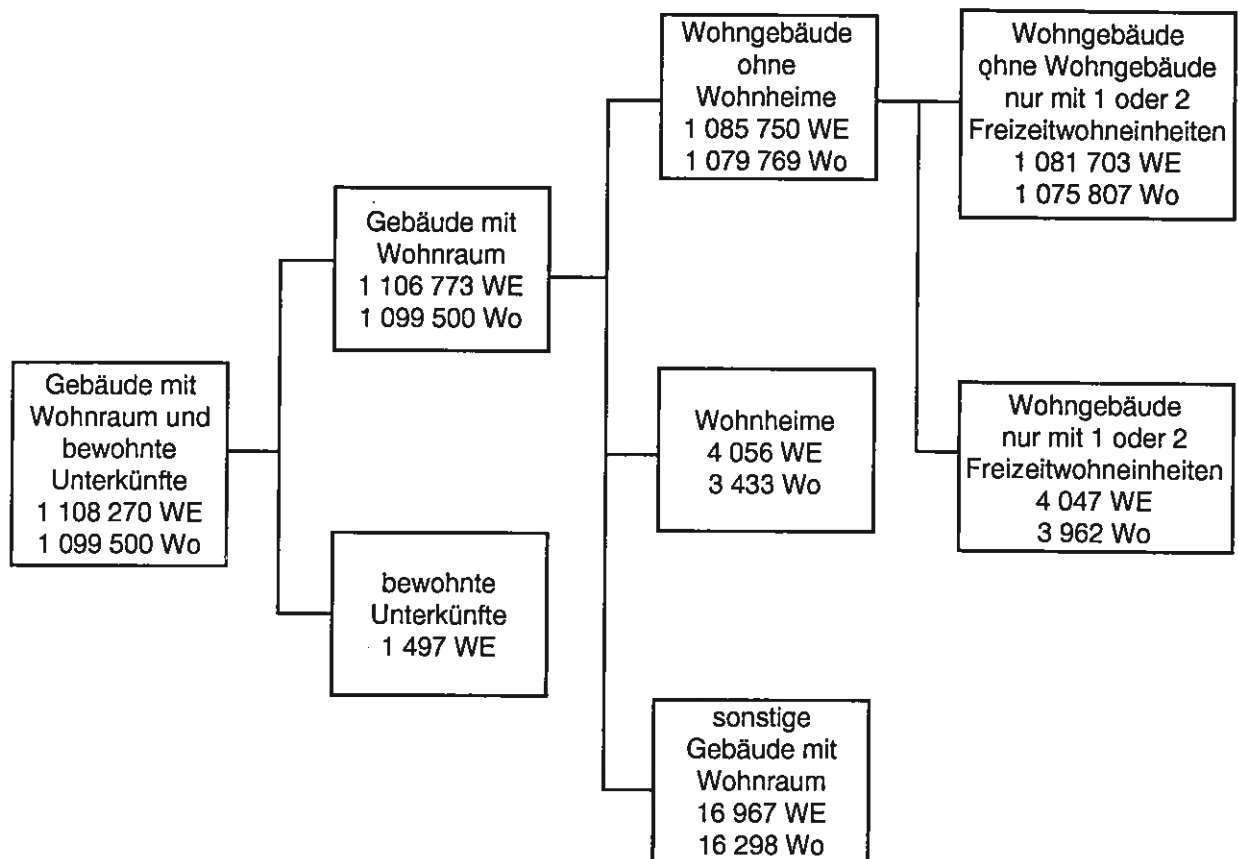 Wohngebäude
ohne
Wohnheime
1 085 750 WE
1 079 769 Wo
Wohngebäude
ohne Wohngebäude
nur mit 1 oder 2
Freizeitwohneinheiten
1 081 703 WE
1 075 807 Wo
Gebäude mit
Wohnraum
1 106 773 WE
1 099 500 Wo
Gebäude mit
Wohnraum und
bewohnte
Unterkünfte
1 108 270 WE
1 099 500 Wo
Wohnheime
4 056 WE
3 433 Wo
Wohngebäude
nur mit 1 oder 2
Freizeitwohneinheiten
4 047 WE
3 962 Wo
bewohnte
Unterkünfte
1 497 WE
sonstige
Gebäude mit
Wohnraum
16 967 WE
16 298 Wo